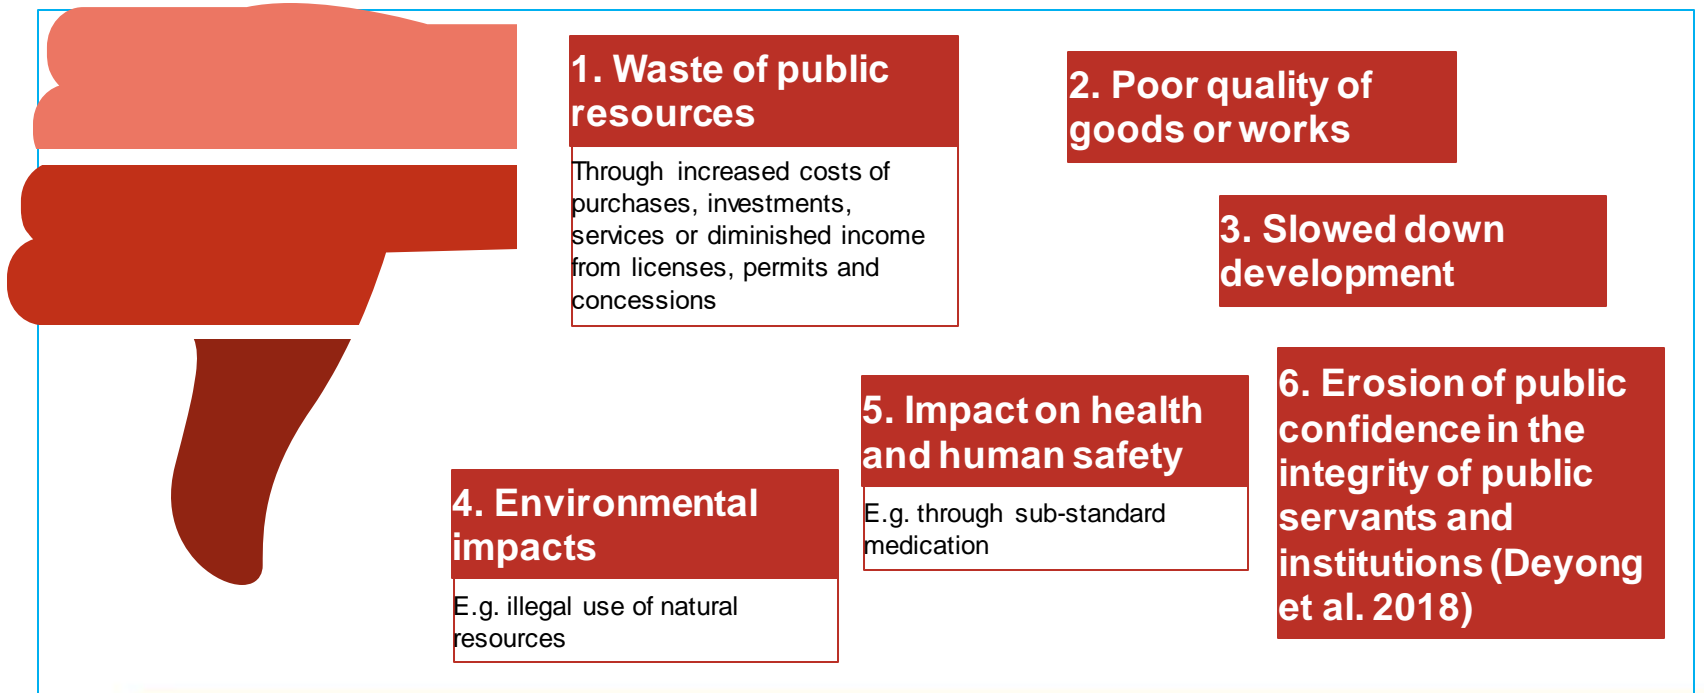 1. Waste of public
resources
Through increased costs of
purchases, investments,
services or diminished income
from licenses, permits and
concessions
2. Poor quality of
goods or works
3. Slowed down
development
4. Environmental
impacts
E.g. illegal use of natural
resources
5. Impact on health
and human safety
E.g. through sub-standard
medication
6. Erosion of public
confidence in the
integrity of public
servants and
institutions (Deyong
et al. 2018)